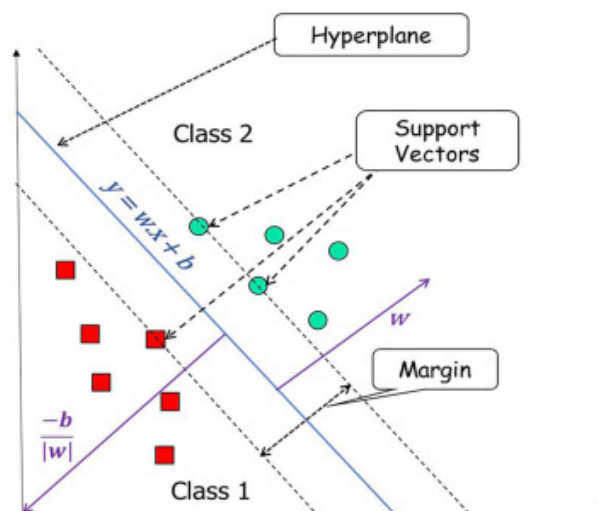 Hyperplane
Class 2
Support
Vectors
y = wx + b
w
Margin
-b
|w|
Class 1